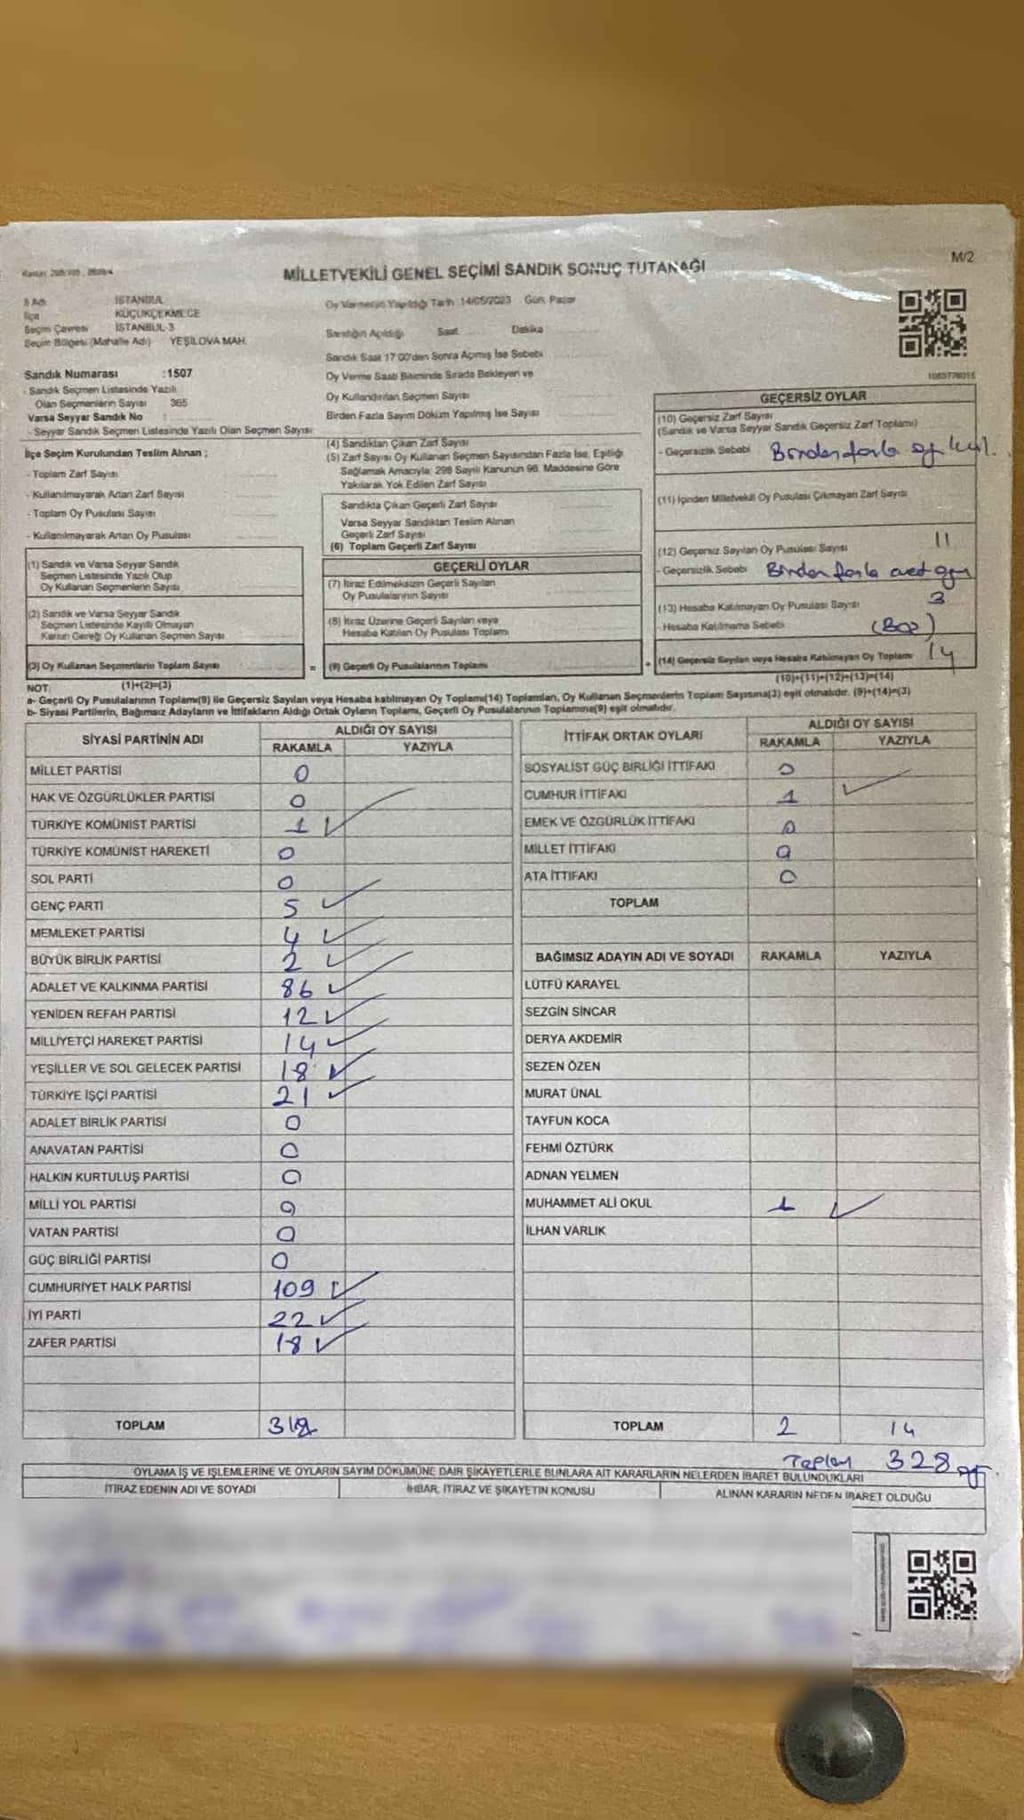 MİLLETVEKİLİ GENEL SEÇİMİ SANDIK SONUÇ TUTANAĞI
M/2
İl Adı İSTANBUL
İlçe KÜÇÜKÇEKMECE
Seçim Çevresi İSTANBUL-3
Seçim Bölgesi (Mahalle Adı) YEŞİLOVA MAH.
Sandık Numarası :1507
- Sandık Seçmen Listesinde Yazılı
Olan Seçmenlerin Sayısı 365
Varsa Seyyar Sandık No :
- Seyyar Sandık Seçmen Listesinde Yazılı Olan Seçmen Sayısı
İlçe Seçim Kurulundan Teslim Alınan ;
- Toplam Zarf Sayısı
- Kullanılmayarak Artan Zarf Sayısı
- Toplam Oy Pusulası Sayısı
- Kullanılmayarak Artan Oy Pusulası
Oy Vermenin Yapıldığı Tarih :14/05/2023 Gün: Pazar
Sandığın Açıldığı Saat Dakika
Sandık Saat 17:00'den Sonra Açmış İse Sebebi
Oy Verme Saati Bitiminde Sırada Bekleyen ve
Oy Kullandırılan Seçmen Sayısı
Birden Fazla Sayım Döküm Yapılmış İse Sayısı
(4) Sandıktan Çıkan Zarf Sayısı
(5) Zarf Sayısı Oy Kullanan Seçmen Sayısından Fazla İse, Eşitliği
Sağlamak Amacıyla; 298 Sayılı Kanunun 98. Maddesine Göre
Yakılarak Yok Edilen Zarf Sayısı
Sandıkta Çıkan Geçerli Zarf Sayısı
Varsa Seyyar Sandıktan Teslim Alınan
Geçerli Zarf Sayısı
(6) Toplam Geçerli Zarf Sayısı
GEÇERSİZ OYLAR
(10) Geçersiz Zarf Sayısı
(Sandık ve Varsa Seyyar Sandık Geçersiz Zarf Toplamı)
- Geçersizlik Sebebi Birden fazla oy kul.
(11) İçinden Milletvekili Oy Pusulası Çıkmayan Zarf Sayısı
(12) Geçersiz Sayılan Oy Pusulası Sayısı 11
- Geçersizlik Sebebi Birden fazla evet oyu
(13) Hesaba Katılmayan Oy Pusulası Sayısı 3
- Hesaba Katılmama Sebebi (Boş)
(14) Geçersiz Sayılan veya Hesaba Katılmayan Oy Toplamı 14
(10)+(11)+(12)+(13)=(14)
(1) Sandık ve Varsa Seyyar Sandık
Seçmen Listesinde Yazılı Olup
Oy Kullanan Seçmenlerin Sayısı
(2) Sandık ve Varsa Seyyar Sandık
Seçmen Listesinde Kayıtlı Olmayan
Kanun Gereği Oy Kullanan Seçmen Sayısı
(3) Oy Kullanan Seçmenlerin Toplam Sayısı =
(1)+(2)=(3)
GEÇERLİ OYLAR
(7) İtiraz Edilmeksizin Geçerli Sayılan
Oy Pusulalarının Sayısı
(8) İtiraz Üzerine Geçerli Sayılan veya
Hesaba Katılan Oy Pusulası Toplamı
(9) Geçerli Oy Pusulalarının Toplamı +
NOT:
a- Geçerli Oy Pusulalarının Toplamı(9) ile Geçersiz Sayılan veya Hesaba katılmayan Oy Toplamı(14) Toplamları, Oy Kullanan Seçmenlerin Toplam Sayısına(3) eşit olmalıdır. (9)+(14)=(3)
b- Siyasi Partilerin, Bağımsız Adayların ve İttifakların Aldığı Ortak Oyların Toplamı, Geçerli Oy Pusulalarının Toplamına(9) eşit olmalıdır.
SİYASİ PARTİNİN ADI ALDIĞI OY SAYISI
RAKAMLA YAZIYLA
MİLLET PARTİSİ 0
HAK VE ÖZGÜRLÜKLER PARTİSİ 0
TÜRKİYE KOMÜNİST PARTİSİ 1
TÜRKİYE KOMÜNİST HAREKETİ 0
SOL PARTİ 0
GENÇ PARTİ 5
MEMLEKET PARTİSİ 4
BÜYÜK BİRLİK PARTİSİ 2
ADALET VE KALKINMA PARTİSİ 86
YENİDEN REFAH PARTİSİ 12
MİLLİYETÇİ HAREKET PARTİSİ 14
YEŞİLLER VE SOL GELECEK PARTİSİ 18
TÜRKİYE İŞÇİ PARTİSİ 21
ADALET BİRLİK PARTİSİ 0
ANAVATAN PARTİSİ 0
HALKIN KURTULUŞ PARTİSİ 0
MİLLİ YOL PARTİSİ 0
VATAN PARTİSİ 0
GÜÇ BİRLİĞİ PARTİSİ 0
CUMHURİYET HALK PARTİSİ 109
İYİ PARTİ 22
ZAFER PARTİSİ 18
TOPLAM
İTTİFAK ORTAK OYLARI ALDIĞI OY SAYISI
RAKAMLA YAZIYLA
SOSYALİST GÜÇ BİRLİĞİ İTTİFAKI 0
CUMHUR İTTİFAKI 1
EMEK VE ÖZGÜRLÜK İTTİFAKI 0
MİLLET İTTİFAKI 0
ATA İTTİFAKI 0
TOPLAM
BAĞIMSIZ ADAYIN ADI VE SOYADI RAKAMLA YAZIYLA
LÜTFÜ KARAYEL
SEZGİN SİNCAR
DERYA AKDEMİR
SEZEN ÖZEN
MURAT ÜNAL
TAYFUN KOCA
FEHMİ ÖZTÜRK
ADNAN YELMEN
MUHAMMET ALİ OKUL 1
İLHAN VARLIK
TOPLAM 2 14
Toplam 328 oy
OYLAMA İŞ VE İŞLEMLERİNE VE OYLARIN SAYIM DÖKÜMÜNE DAİR ŞİKAYETLERLE BUNLARA AİT KARARLARIN NELERDEN İBARET BULUNDUKLARI
İTİRAZ EDENİN ADI VE SOYADI İHBAR, İTİRAZ VE ŞİKAYETİN KONUSU ALINAN KARARIN NEDEN İBARET OLDUĞU